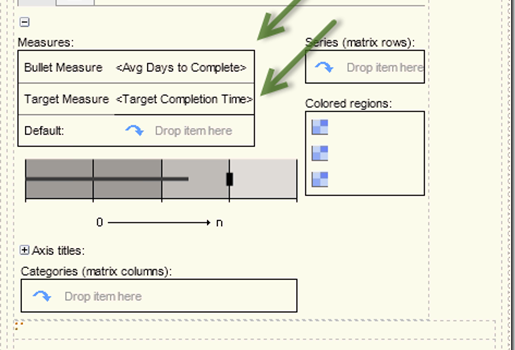 Measures:
Series (matrix rows):
Bullet Measure <Avg Days to Complete>
Drop item here
Target Measure <Target Completion Time>
Colored regions:
Default: Drop item here
0 n
Axis titles:
Categories (matrix columns):
Drop item here